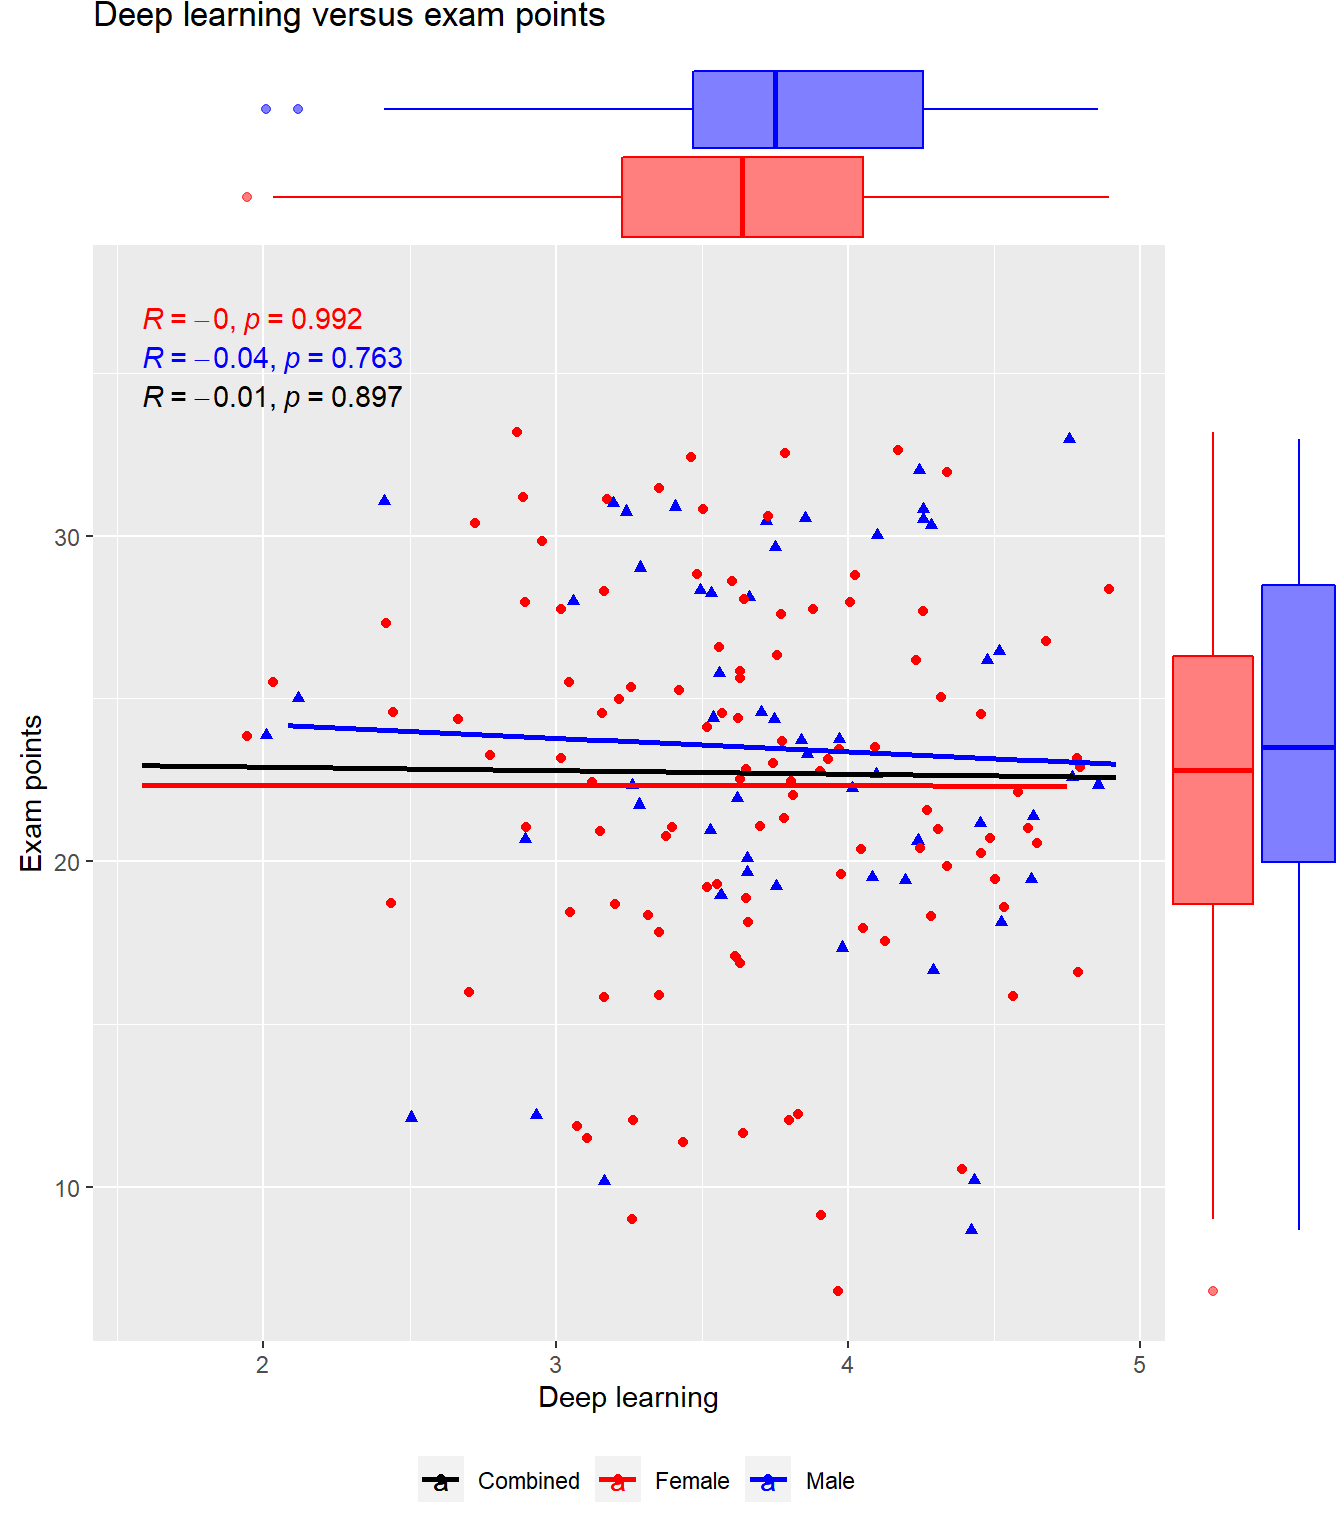 Deep learning versus exam points
R = −0, p = 0.992
R = −0.04, p = 0.763
R = −0.01, p = 0.897
30
20
10
Exam points
2 3 4 5
Deep learning
a Combined a Female a Male